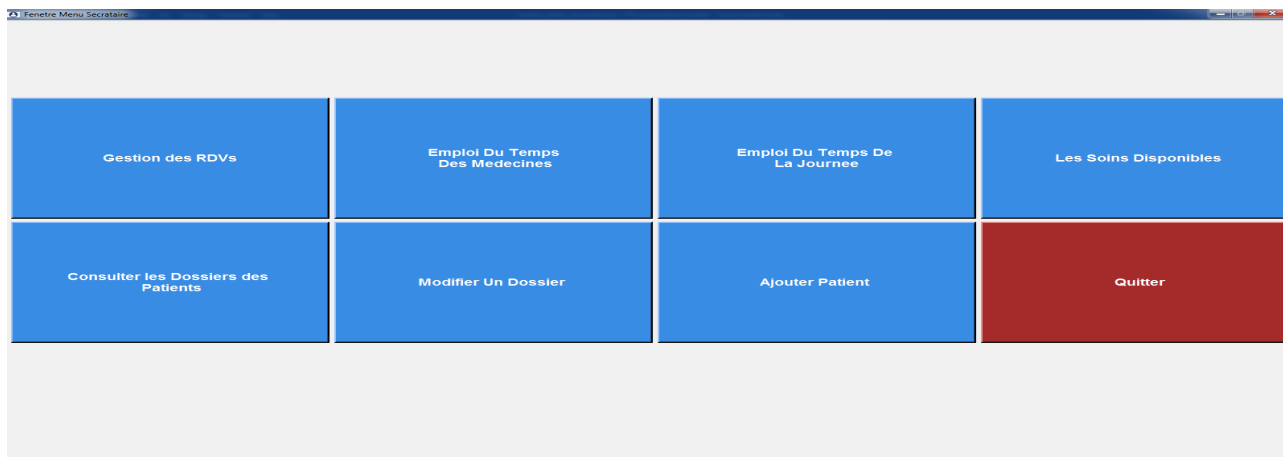 Fenetre Menu Secrataire
Gestion des RDVs
Emploi Du Temps
Des Medecines
Emploi Du Temps De
La Journee
Les Soins Disponibles
Consulter les Dossiers des
Patients
Modifier Un Dossier
Ajouter Patient
Quitter